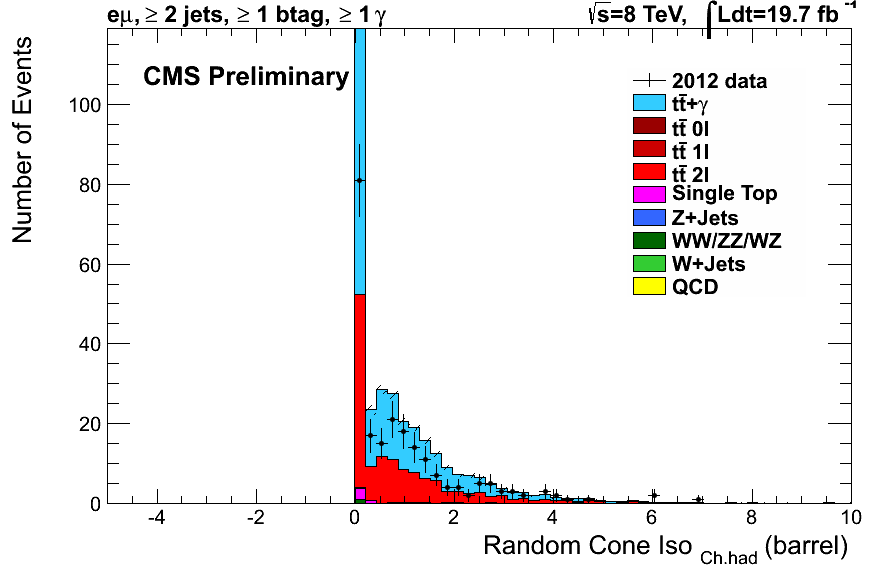 eμ, ≥ 2 jets, ≥ 1 btag, ≥ 1 γ
√s=8 TeV, ∫Ldt=19.7 fb⁻¹
CMS Preliminary
2012 data
tt̄+γ
tt̄ 0l
tt̄ 1l
tt̄ 2l
Single Top
Z+Jets
WW/ZZ/WZ
W+Jets
QCD
Number of Events
100
80
60
40
20
0
-4 -2 0 2 4 6 8 10
Random Cone Iso Ch.had (barrel)